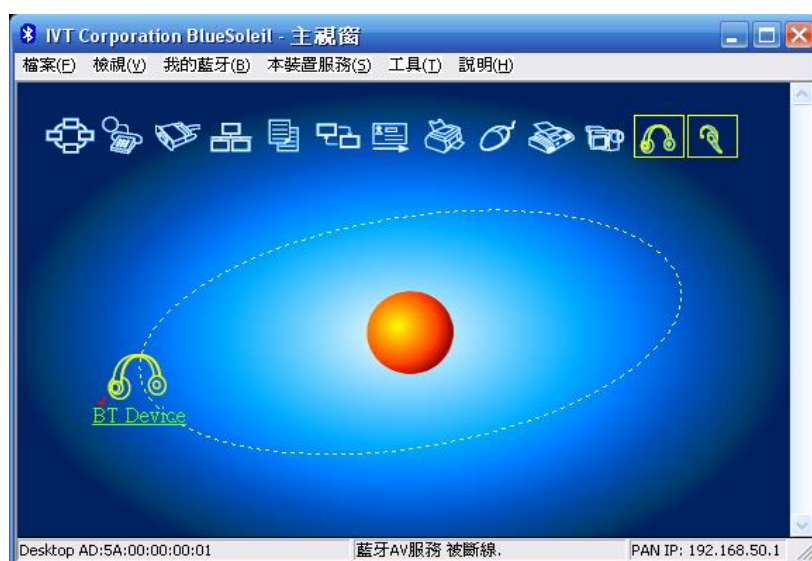 IVT Corporation BlueSoleil - 主視窗
檔案(F) 檢視(V) 我的藍牙(B) 本裝置服務(S) 工具(T) 說明(H)
BT Device
Desktop AD:5A:00:00:00:01 藍牙AV服務 被斷線. PAN IP: 192.168.50.1